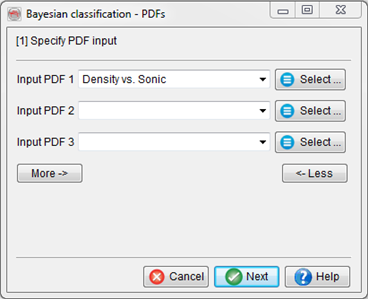 Bayesian classification - PDFs
[1] Specify PDF input
Input PDF 1 Density vs. Sonic Select ...
Input PDF 2 Select ...
Input PDF 3 Select ...
More -> <- Less
Cancel Next Help